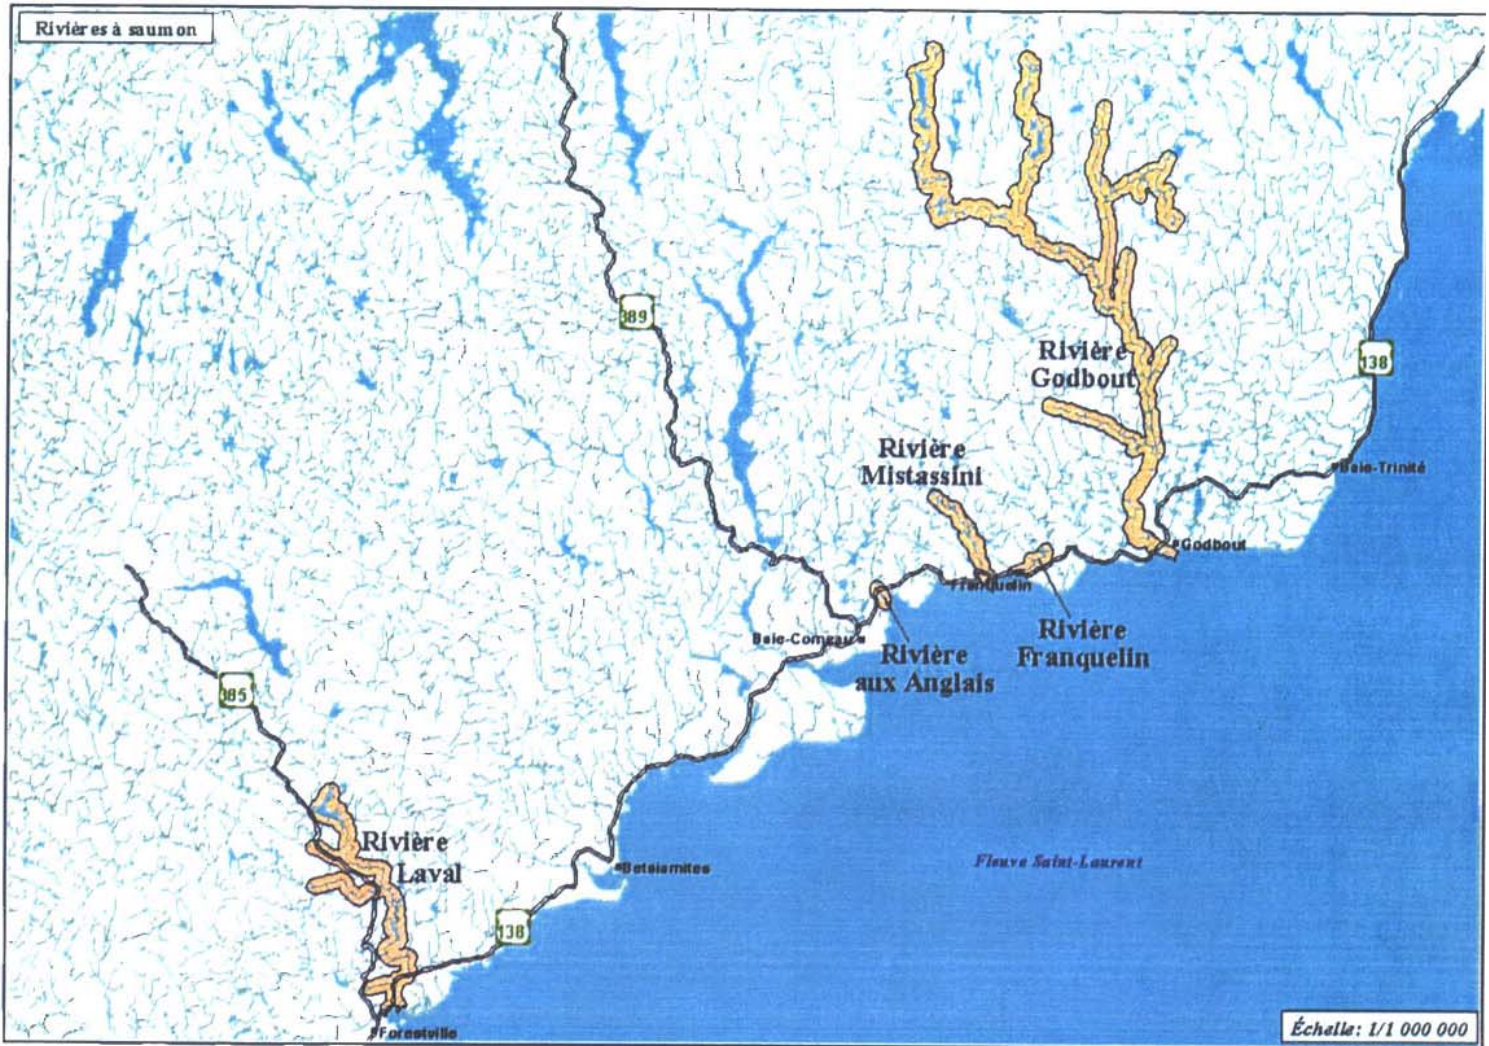 Rivières à saumon
389
Rivière
Godbout
138
Rivière
Mistassini
Baie-Trinité
Godbout
Franquelin
Rivière
Franquelin
Baie-Comeau
Rivière
aux Anglais
385
Rivière
Laval
Betsiamites
Fleuve Saint-Laurent
138
Forestville
Échelle: 1/1 000 000